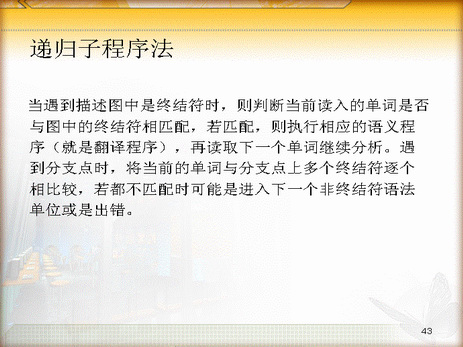 递归子程序法
当遇到描述图中是终结符时，则判断当前读入的单词是否
与图中的终结符相匹配，若匹配，则执行相应的语义程
序（就是翻译程序），再读取下一个单词继续分析。遇
到分支点时，将当前的单词与分支点上多个终结符逐个
相比较，若都不匹配时可能是进入下一个非终结符语法
单位或是出错。
43